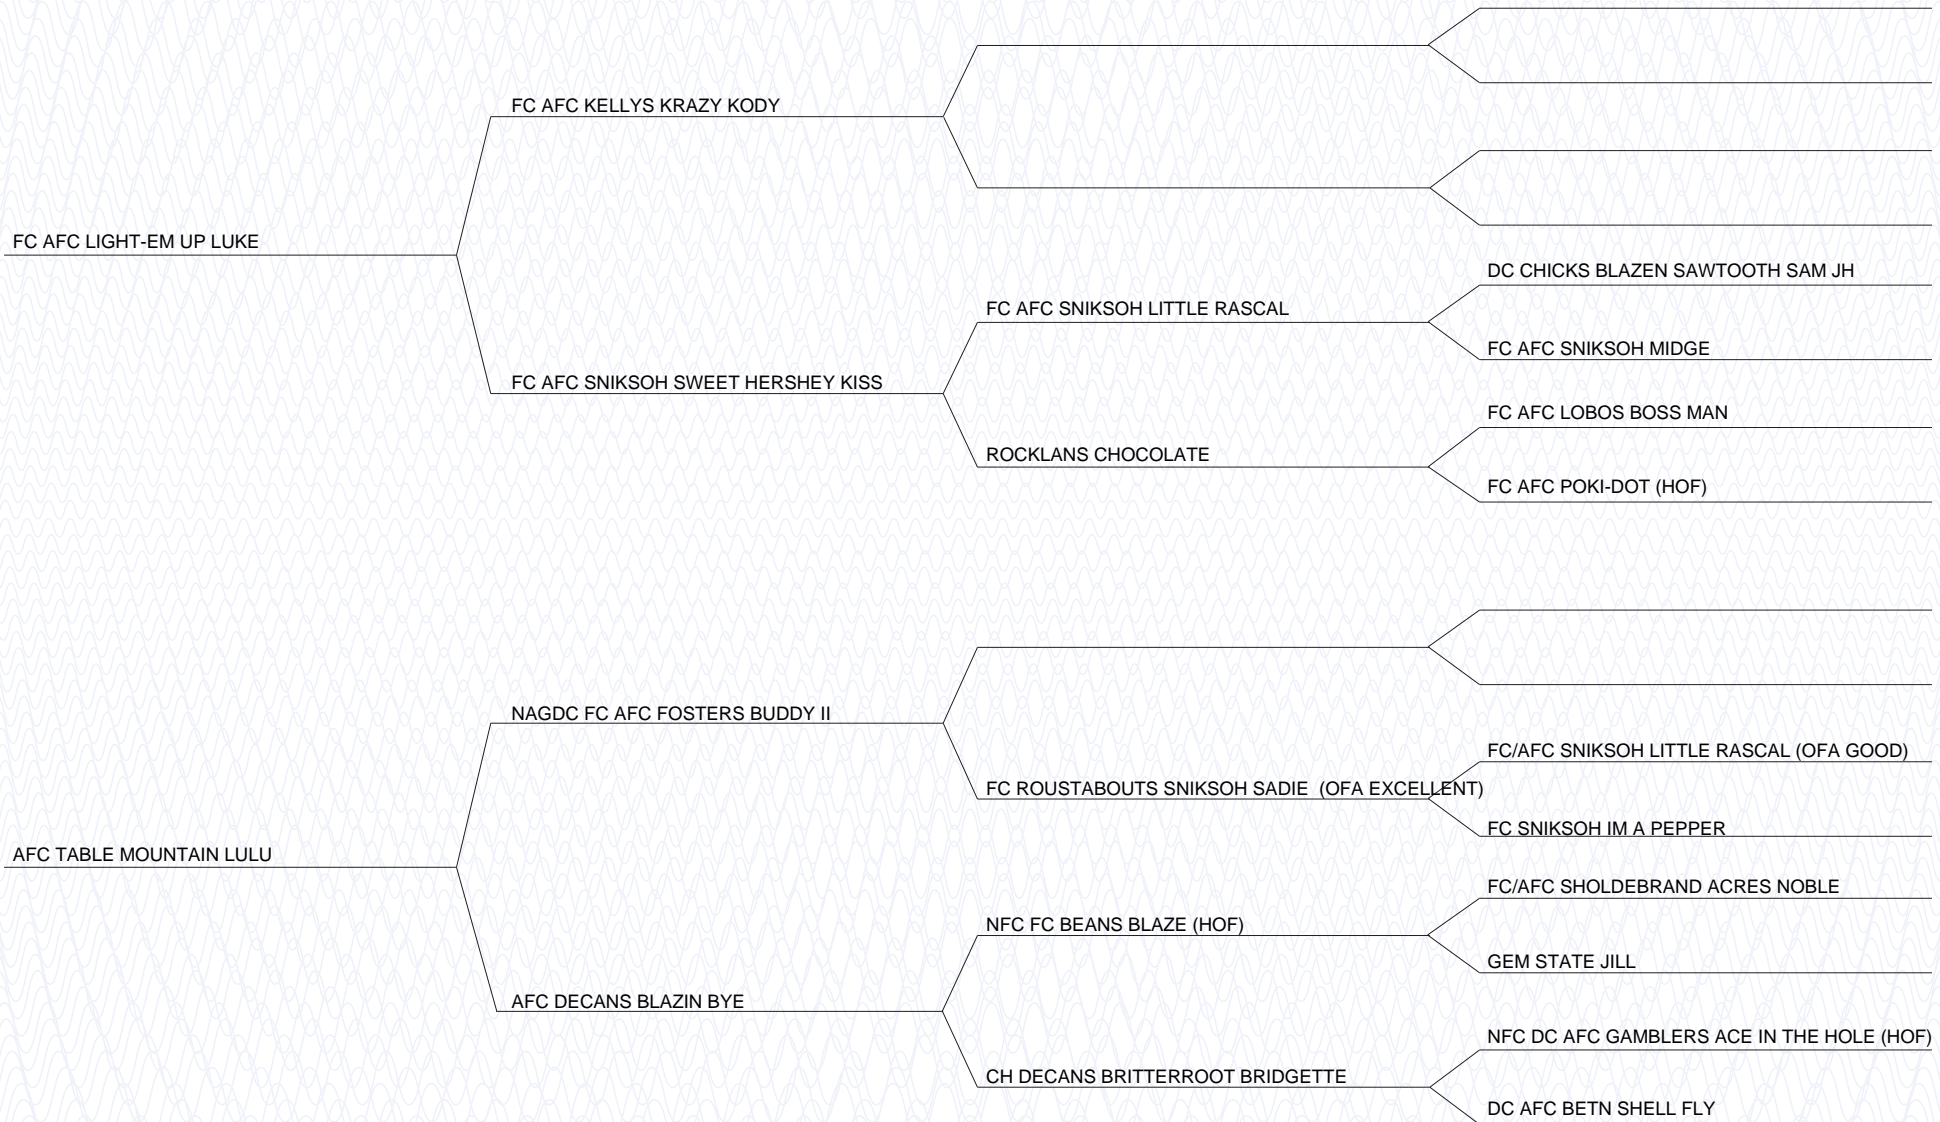 FC AFC KELLYS KRAZY KODY
FC AFC LIGHT-EM UP LUKE
DC CHICKS BLAZEN SAWTOOTH SAM JH
FC AFC SNIKSOH LITTLE RASCAL
FC AFC SNIKSOH MIDGE
FC AFC SNIKSOH SWEET HERSHEY KISS
FC AFC LOBOS BOSS MAN
ROCKLANS CHOCOLATE
FC AFC POKI-DOT (HOF)
NAGDC FC AFC FOSTERS BUDDY II
FC/AFC SNIKSOH LITTLE RASCAL (OFA GOOD)
FC ROUSTABOUTS SNIKSOH SADIE  (OFA EXCELLENT)
FC SNIKSOH IM A PEPPER
AFC TABLE MOUNTAIN LULU
FC/AFC SHOLDEBRAND ACRES NOBLE
NFC FC BEANS BLAZE (HOF)
GEM STATE JILL
AFC DECANS BLAZIN BYE
NFC DC AFC GAMBLERS ACE IN THE HOLE (HOF)
CH DECANS BRITTERROOT BRIDGETTE
DC AFC BETN SHELL FLY